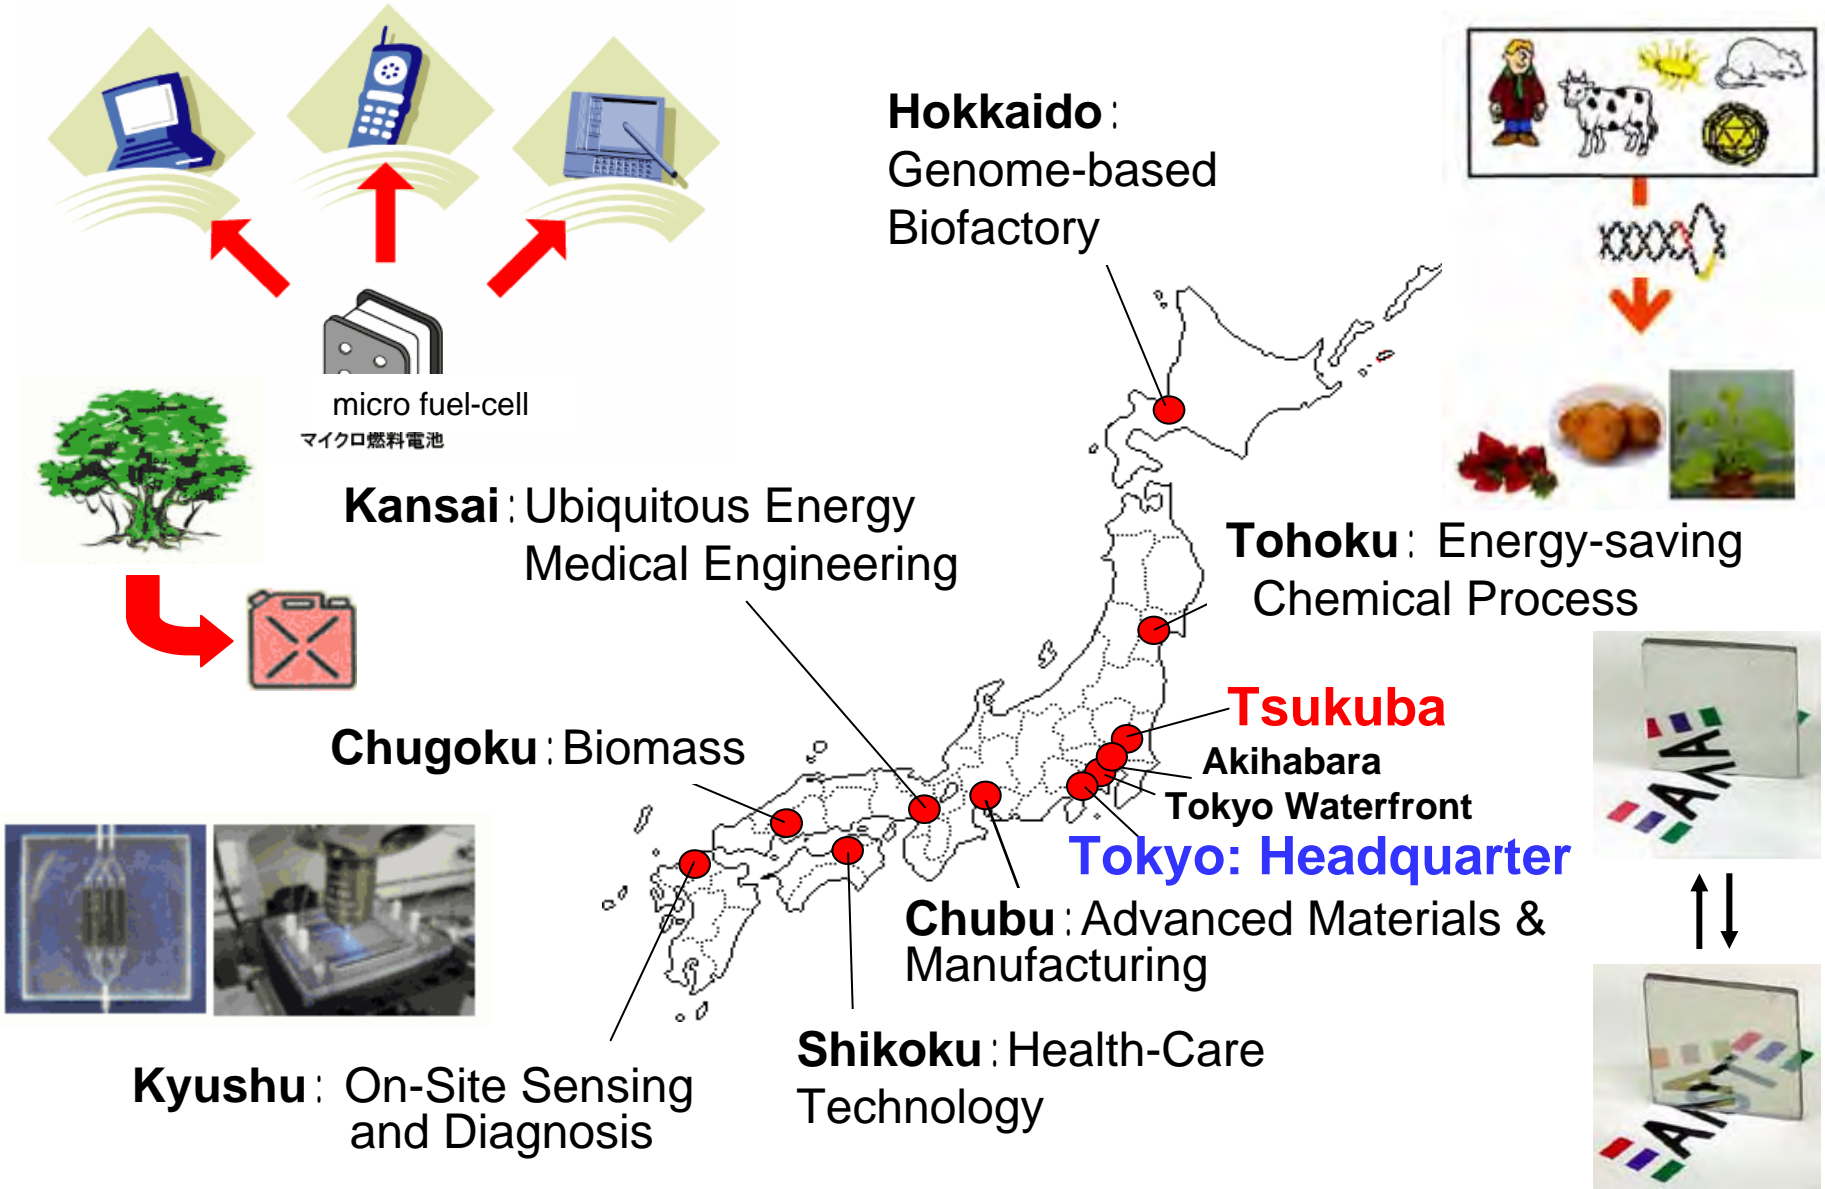 Hokkaido :
Genome-based
Biofactory
micro fuel-cell
マイクロ燃料電池
Kansai : Ubiquitous Energy
Medical Engineering
Tohoku : Energy-saving
Chemical Process
Tsukuba
Akihabara
Tokyo Waterfront
Tokyo: Headquarter
Chugoku : Biomass
Chubu : Advanced Materials &
Manufacturing
Shikoku : Health-Care
Technology
Kyushu : On-Site Sensing
and Diagnosis